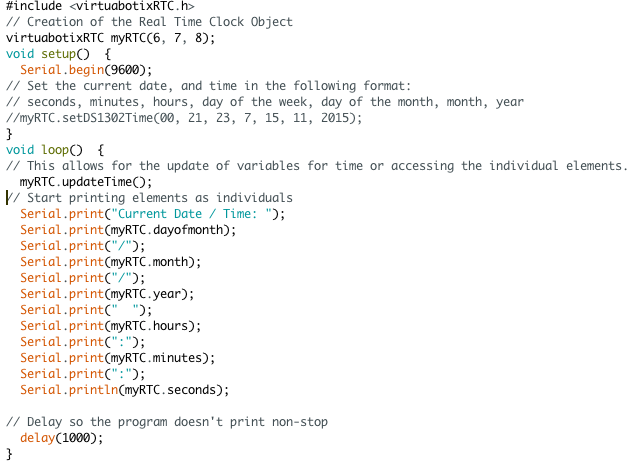 #include <virtuabotixRTC.h>
// Creation of the Real Time Clock Object
virtuabotixRTC myRTC(6, 7, 8);
void setup()  {
  Serial.begin(9600);
// Set the current date, and time in the following format:
// seconds, minutes, hours, day of the week, day of the month, month, year
//myRTC.setDS1302Time(00, 21, 23, 7, 15, 11, 2015);
}
void loop()  {
// This allows for the update of variables for time or accessing the individual elements.
  myRTC.updateTime();
// Start printing elements as individuals
  Serial.print("Current Date / Time: ");
  Serial.print(myRTC.dayofmonth);
  Serial.print("/");
  Serial.print(myRTC.month);
  Serial.print("/");
  Serial.print(myRTC.year);
  Serial.print("  ");
  Serial.print(myRTC.hours);
  Serial.print(":");
  Serial.print(myRTC.minutes);
  Serial.print(":");
  Serial.println(myRTC.seconds);

// Delay so the program doesn't print non-stop
  delay(1000);
}